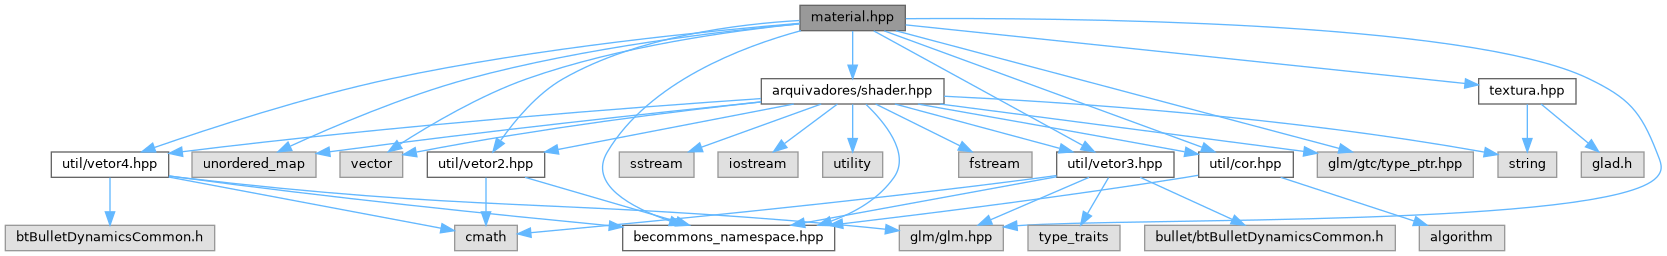 material.hpp
arquivadores/shader.hpp
textura.hpp
util/vetor4.hpp
unordered_map
vector
util/vetor2.hpp
sstream
iostream
utility
fstream
util/vetor3.hpp
util/cor.hpp
glm/gtc/type_ptr.hpp
string
glad.h
btBulletDynamicsCommon.h
cmath
becommons_namespace.hpp
glm/glm.hpp
type_traits
bullet/btBulletDynamicsCommon.h
algorithm